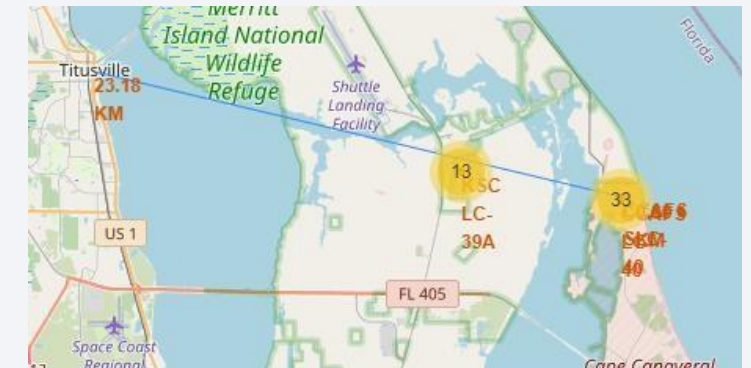 Merritt
Island National
Wildlife
Refuge
Florida
Titusville
23.18
KM
Shuttle
Landing
Facility
13
KSC
LC-
39A
33
40
US 1
FL 405
Space Coast
Regional
Cape Canaveral